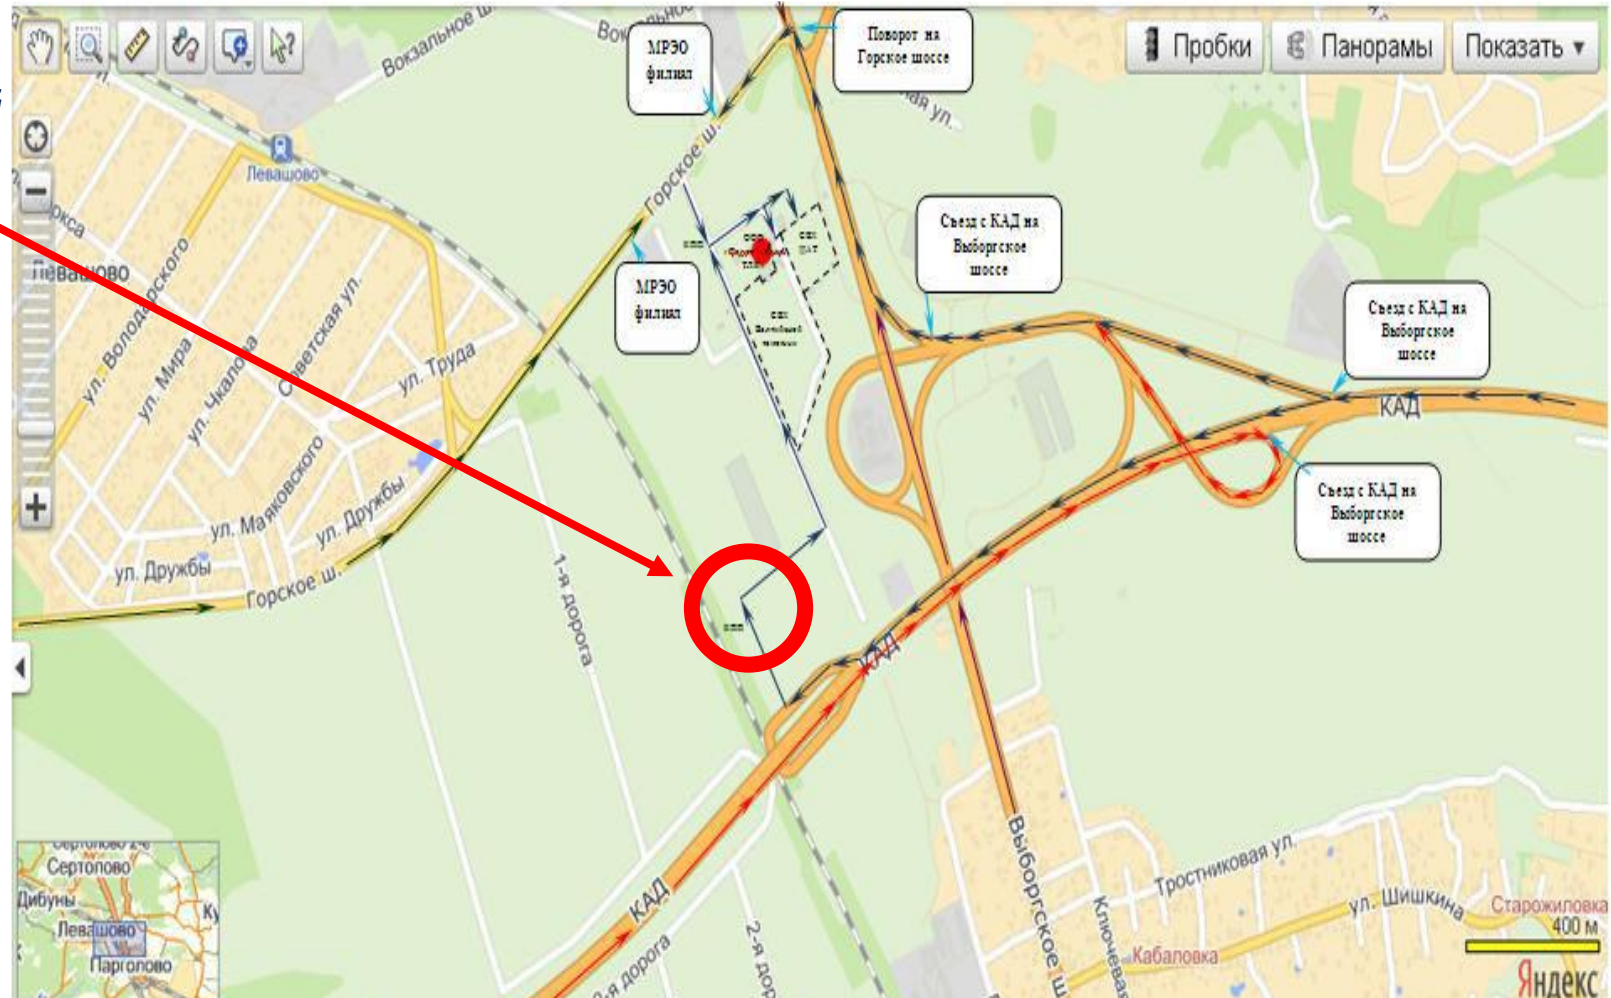 Пробки
Панорамы
Показать
Вокзальное ш.
МРЭО
филиал
Поворот на
Горское шоссе
Левашово
Горское ш.
Левашово
ул. Володарского
ул. Мира
ул. Чкалова
Советская ул.
ул. Труда
МРЭО
филиал
Съезд с КАД на
Выборгское
шоссе
Съезд с КАД на
Выборгское
шоссе
КАД
Съезд с КАД на
Выборгское
шоссе
ул. Маяковского
ул. Дружбы
ул. Дружбы
Горское ш.
1-я дорога
КАД
КАД
2-я дор
Выборгское ш
Ключевая
Тростниковая ул.
ул. Шишкина
Старожиловка
Кабаловка
400 м
Яндекс
Сертолово 2-е
Сертолово
Дибуны
Левашово
Парголово